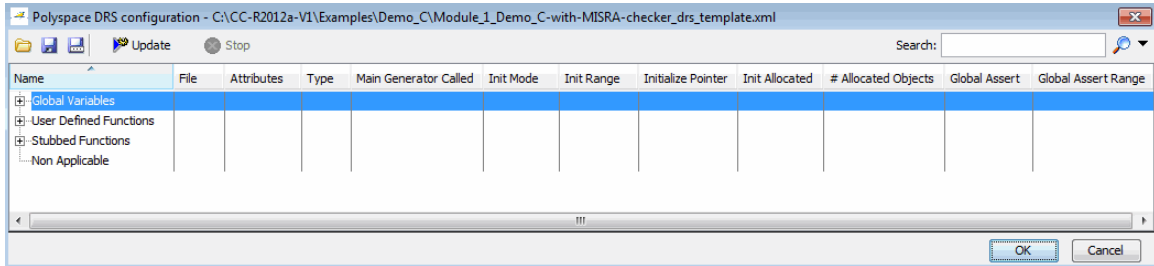 Polyspace DRS configuration - C:\CC-R2012a-V1\Examples\Demo_C\Module_1_Demo_C-with-MISRA-checker_drs_template.xml
Update Stop Search:
Name File Attributes Type Main Generator Called Init Mode Init Range Initialize Pointer Init Allocated # Allocated Objects Global Assert Global Assert Range
Global Variables
User Defined Functions
Stubbed Functions
Non Applicable
OK Cancel